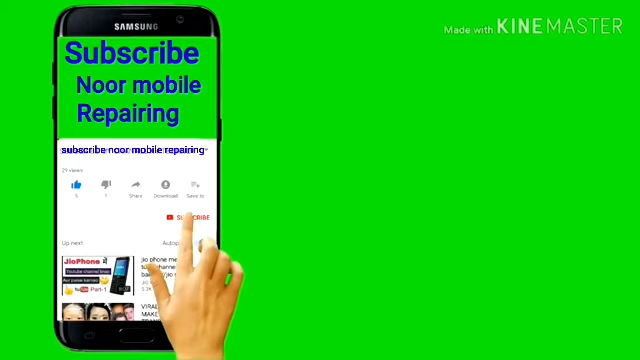 SAMSUNG
Made with KINEMASTER
Subscribe
Noor mobile
Repairing
subscribe noor mobile repairing
29 views
Share
Download
Save to
Up next
JioPhone
Part-1
VIRAL